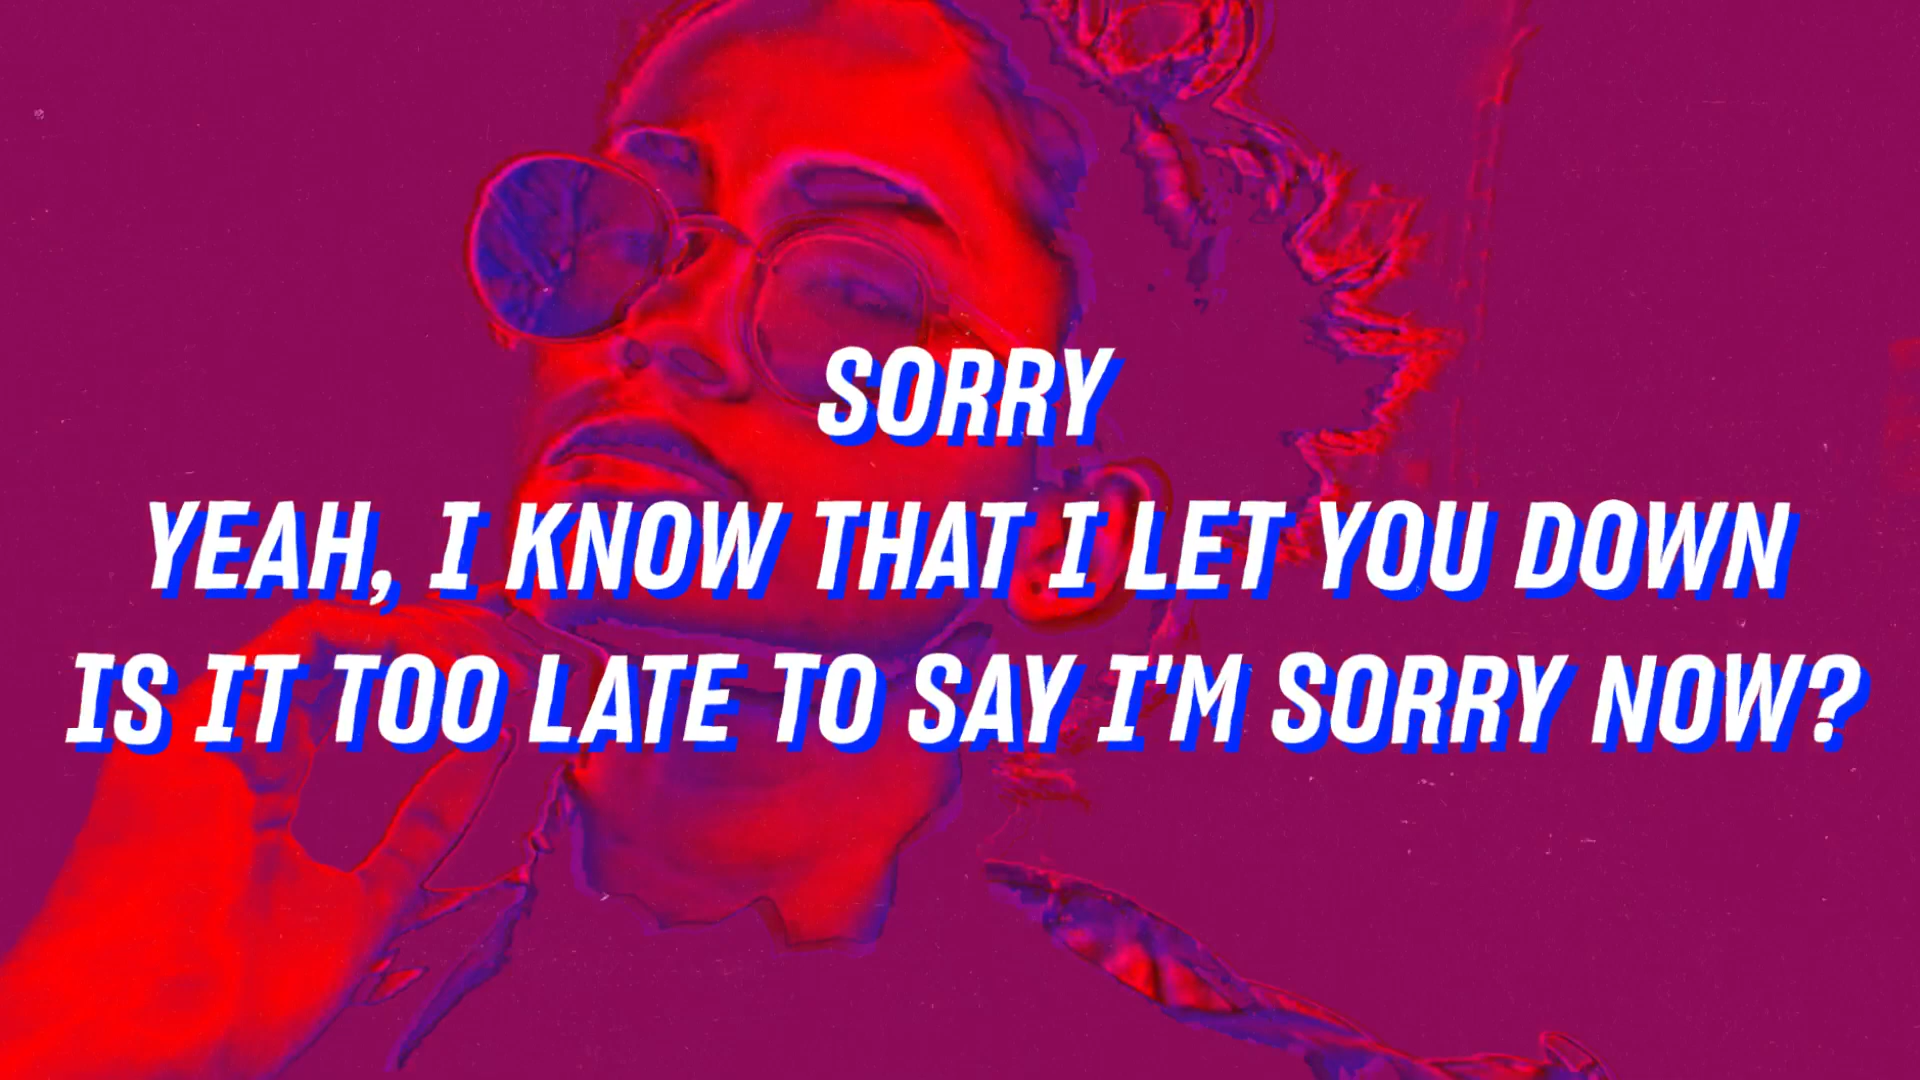 SORRY
YEAH, I KNOW THAT I LET YOU DOWN
IS IT TOO LATE TO SAY I'M SORRY NOW?